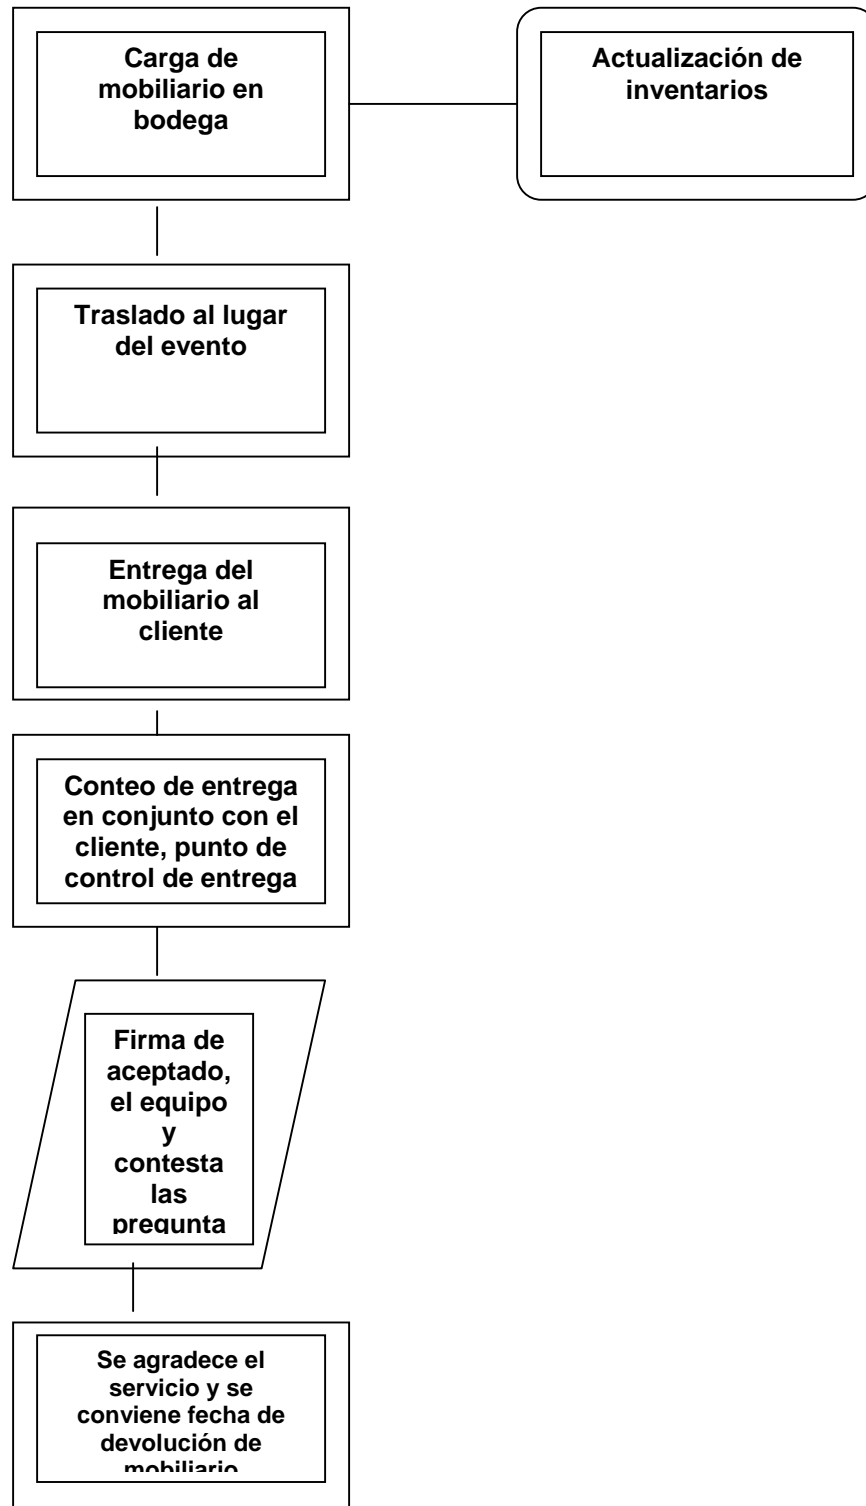 Carga de
mobiliario en
bodega
Actualización de
inventarios
Traslado al lugar
del evento
Entrega del
mobiliario al
cliente
Conteo de entrega
en conjunto con el
cliente, punto de
control de entrega
Firma de
aceptado,
el equipo
y
contesta
las
pregunta
Se agradece el
servicio y se
conviene fecha de
devolución de
mobiliario